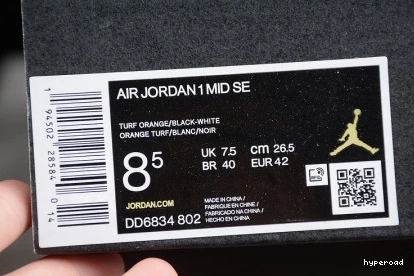 AIR JORDAN 1 MID SE
TURF ORANGE/BLACK-WHITE
ORANGE TURF/BLANC/NOIR
8⁵
UK 7.5 cm 26.5
BR 40 EUR 42
JORDAN.COM
DD6834 802
MADE IN CHINA /
FABRIQUE EN CHINE /
FABRICADO NA CHINA /
HECHO EN CHINA
1 94502 28584 0 14
hyperoad